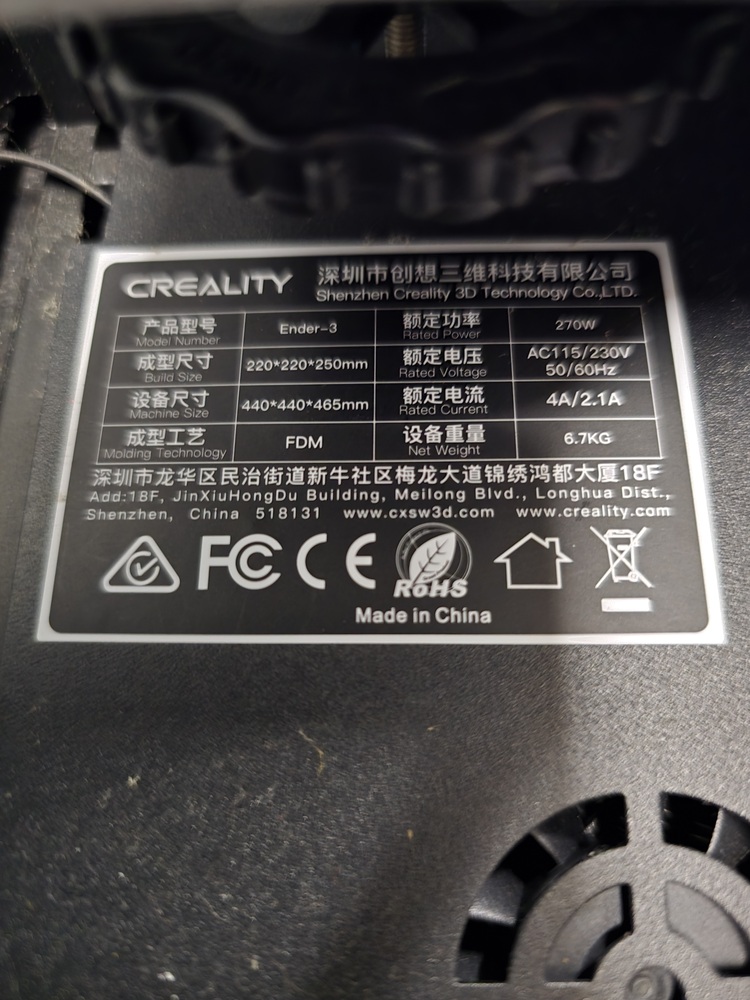 CREALITY 深圳市创想三维科技有限公司
Shenzhen Creality 3D Technology Co.,LTD.
产品型号 Ender-3 额定功率 270W
Model Number Rated Power
成型尺寸 220*220*250mm 额定电压 AC115/230V
Build Size Rated Voltage 50/60Hz
设备尺寸 440*440*465mm 额定电流 4A/2.1A
Machine Size Rated Current
成型工艺 FDM 设备重量 6.7KG
Molding Technology Net Weight
深圳市龙华区民治街道新牛社区梅龙大道锦绣鸿都大厦18F
Add:18F, JinXiuHongDu Building, Meilong Blvd., Longhua Dist.,
Shenzhen, China 518131 www.cxsw3d.com www.creality.com
FC CE RoHS
Made in China